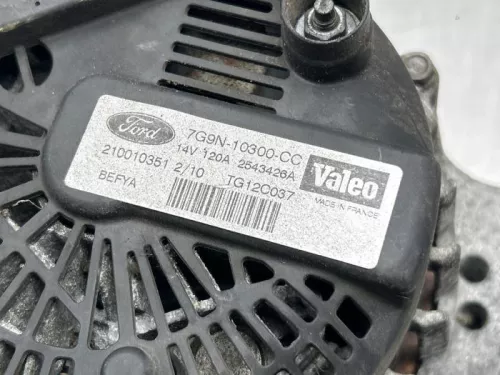 Ford
7G9N-10300-CC
14V 120A 2543426A
210010351 2/10 TG12C037
BEFYA
Valeo
MADE IN FRANCE